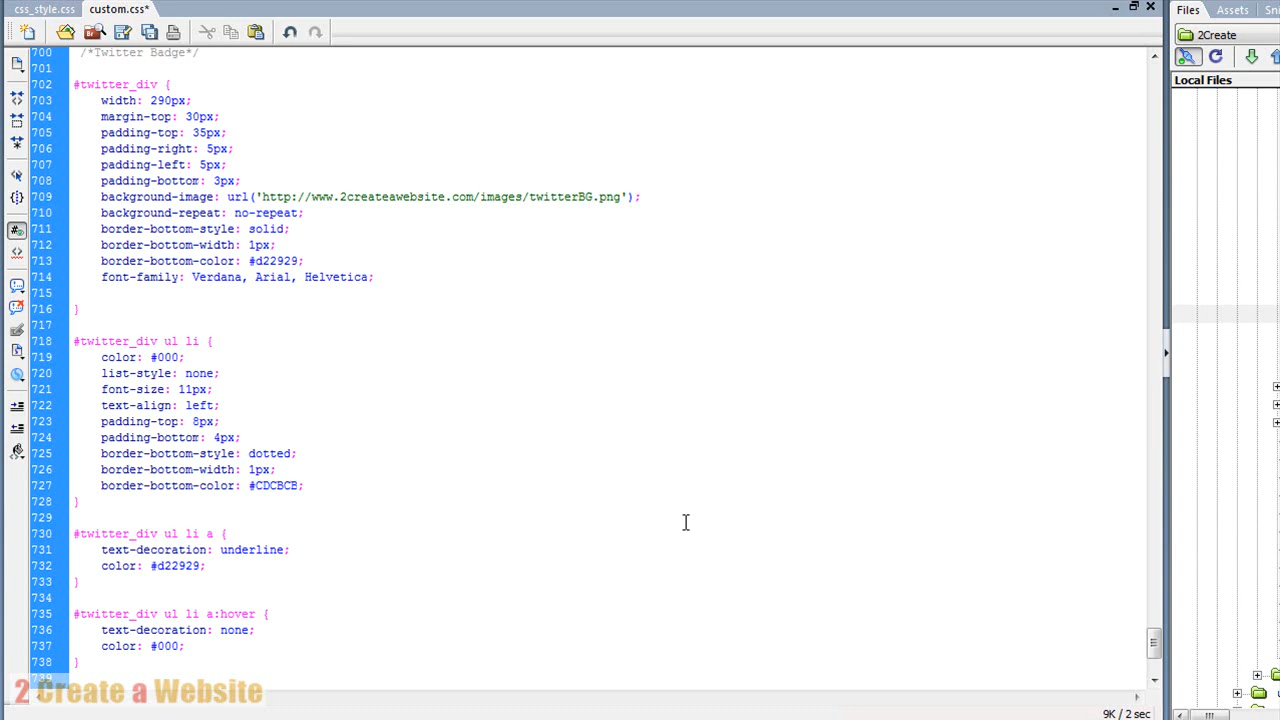 css_style.css custom.css*
Files Assets
2Create
Local Files
700 /*Twitter Badge*/
701
702 #twitter_div {
703 width: 290px;
704 margin-top: 30px;
705 padding-top: 35px;
706 padding-right: 5px;
707 padding-left: 5px;
708 padding-bottom: 3px;
709 background-image: url('http://www.2createawebsite.com/images/twitterBG.png');
710 background-repeat: no-repeat;
711 border-bottom-style: solid;
712 border-bottom-width: 1px;
713 border-bottom-color: #d22929;
714 font-family: Verdana, Arial, Helvetica;
715
716 }
717
718 #twitter_div ul li {
719 color: #000;
720 list-style: none;
721 font-size: 11px;
722 text-align: left;
723 padding-top: 8px;
724 padding-bottom: 4px;
725 border-bottom-style: dotted;
726 border-bottom-width: 1px;
727 border-bottom-color: #CDCBCB;
728 }
729
730 #twitter_div ul li a {
731 text-decoration: underline;
732 color: #d22929;
733 }
734
735 #twitter_div ul li a:hover {
736 text-decoration: none;
737 color: #000;
738 }
739
2 Create a Website
9K / 2 sec